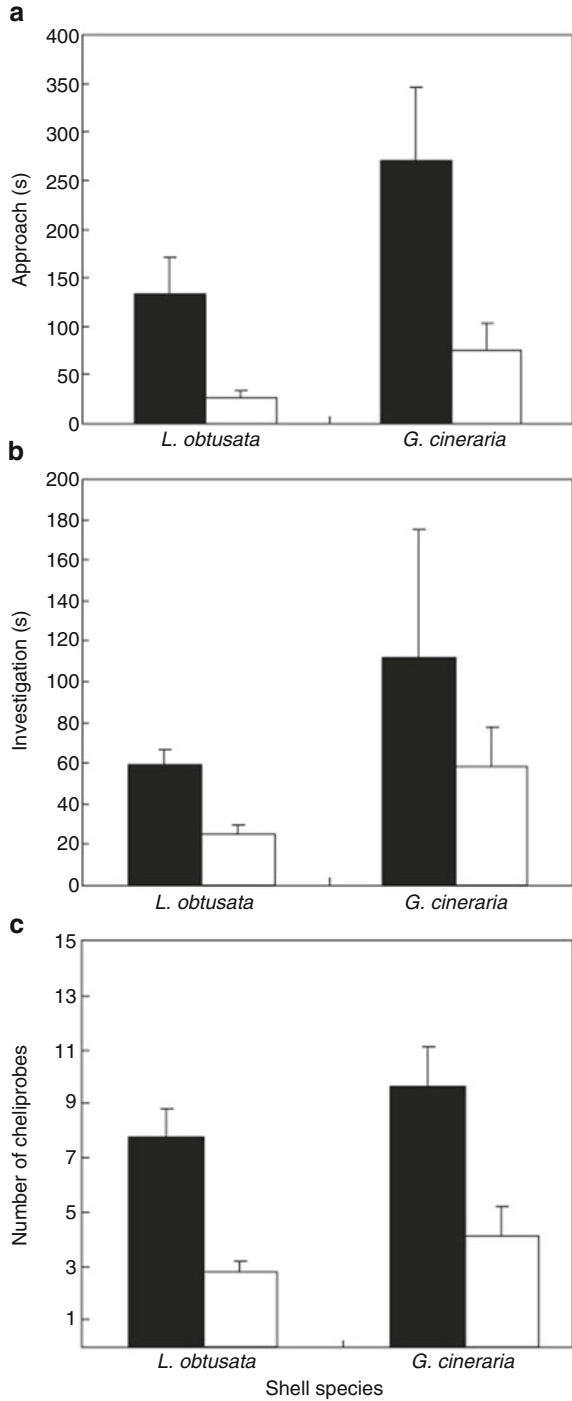 a
400
350
300
250
200
150
100
50
0
Approach (s)
L. obtusata
G. cineraria
b
200
180
160
140
120
100
80
60
40
20
0
Investigation (s)
L. obtusata
G. cineraria
c
15
13
11
9
7
5
3
1
Number of cheliprobes
L. obtusata
G. cineraria
Shell species